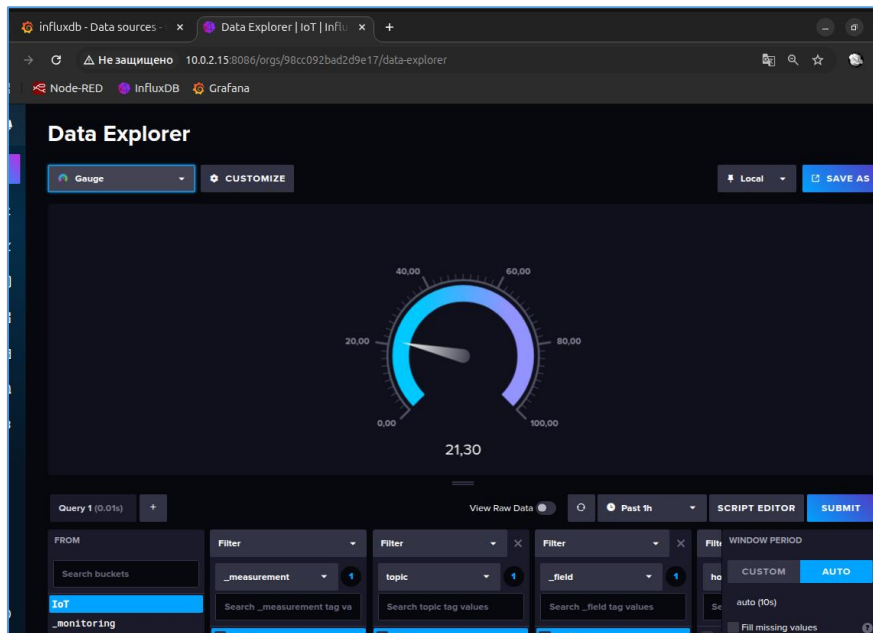 influxdb - Data sources -
Data Explorer | IoT | Influ
Не защищено 10.0.2.15:8086/orgs/98cc092bad2d9e17/data-explorer
Node-RED InfluxDB Grafana
Data Explorer
Gauge CUSTOMIZE Local SAVE AS
40,00 60,00
20,00 80,00
0,00 100,00
21,30
Query 1 (0.01s) + View Raw Data Past 1h SCRIPT EDITOR SUBMIT
FROM Filter Filter Filter WINDOW PERIOD
Search buckets _measurement 1 topic 1 _field 1 CUSTOM AUTO
IoT Search _measurement tag va Search topic tag values Search _field tag values auto (10s)
_monitoring Fill missing values